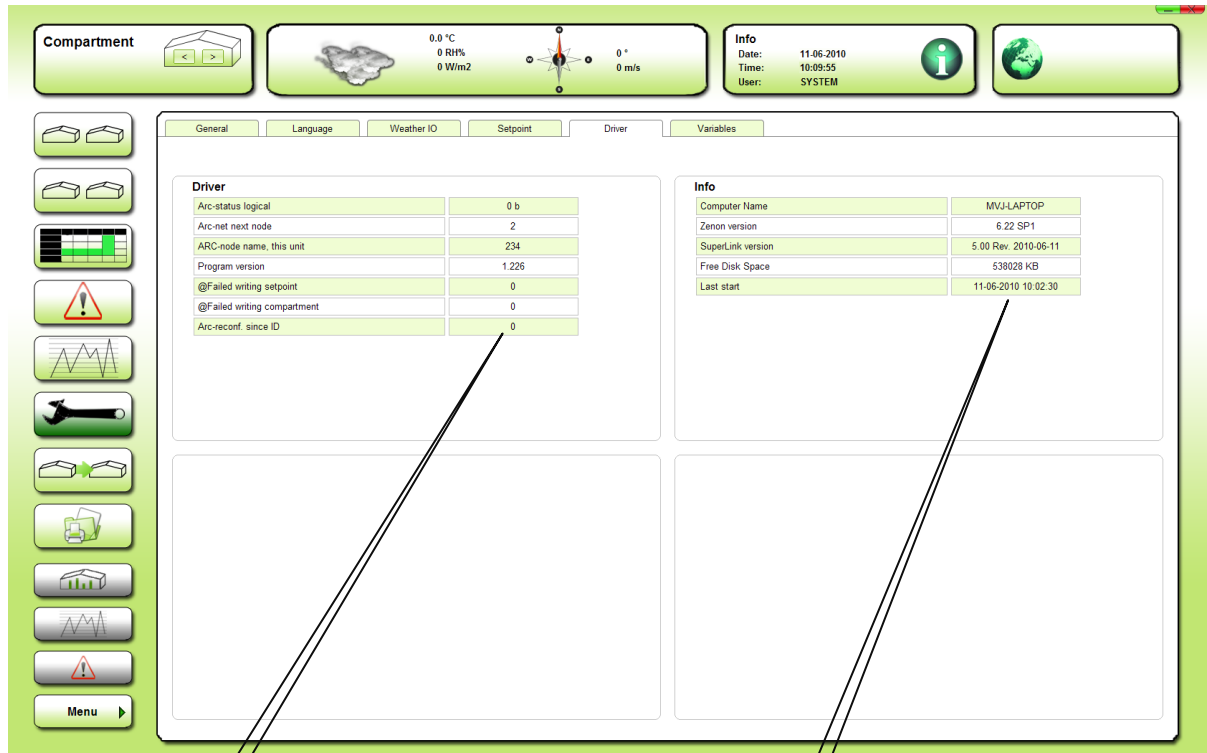 Compartment
< >
0.0 °C
0 RH%
0 W/m2
0 °
0 m/s
Info
Date: 11-06-2010
Time: 10:09:55
User: SYSTEM
General Language Weather IO Setpoint Driver Variables
Driver
Arc-status logical 0 b
Arc-net next node 2
ARC-node name, this unit 234
Program version 1.226
@Failed writing setpoint 0
@Failed writing compartment 0
Arc-reconf. since ID 0
Info
Computer Name MVJ-LAPTOP
Zenon version 6.22 SP1
SuperLink version 5.00 Rev. 2010-06-11
Free Disk Space 538028 KB
Last start 11-06-2010 10:02:30
Menu